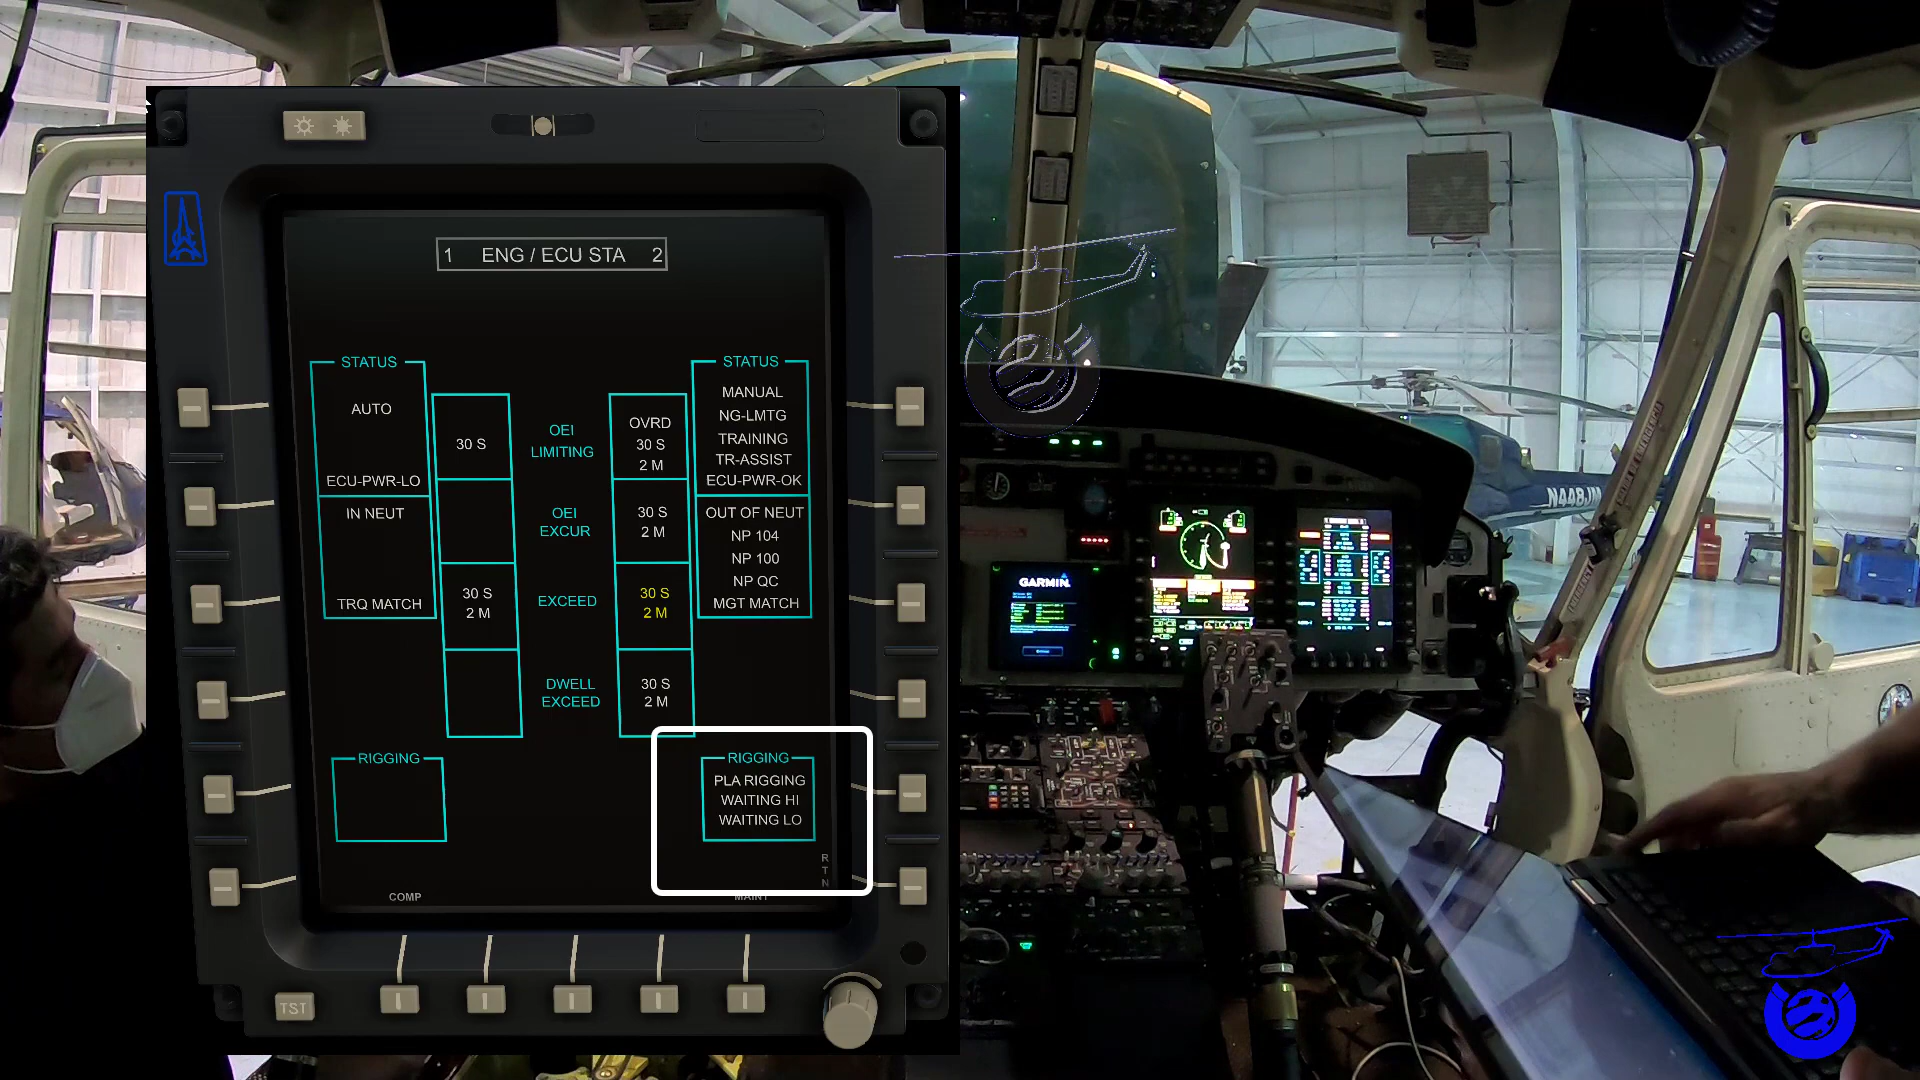 1 ENG / ECU STA 2
STATUS
AUTO
ECU-PWR-LO
IN NEUT
TRQ MATCH
30 S
30 S
2 M
OEI
LIMITING
OEI
EXCUR
EXCEED
DWELL
EXCEED
OVRD
30 S
2 M
30 S
2 M
30 S
2 M
30 S
2 M
STATUS
MANUAL
NG-LMTG
TRAINING
TR-ASSIST
ECU-PWR-OK
OUT OF NEUT
NP 104
NP 100
NP QC
MGT MATCH
RIGGING
RIGGING
PLA RIGGING
WAITING HI
WAITING LO
RTN
COMP
MAINT
TST
GARMIN
N448JM